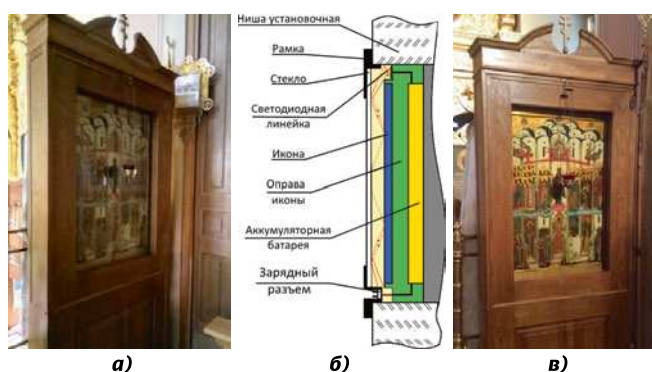 Ниша установочная
Рамка
Стекло
Светодиодная
линейка
Икона
Оправа
иконы
Аккумуляторная
батарея
Зарядный
разъем
а)
б)
в)